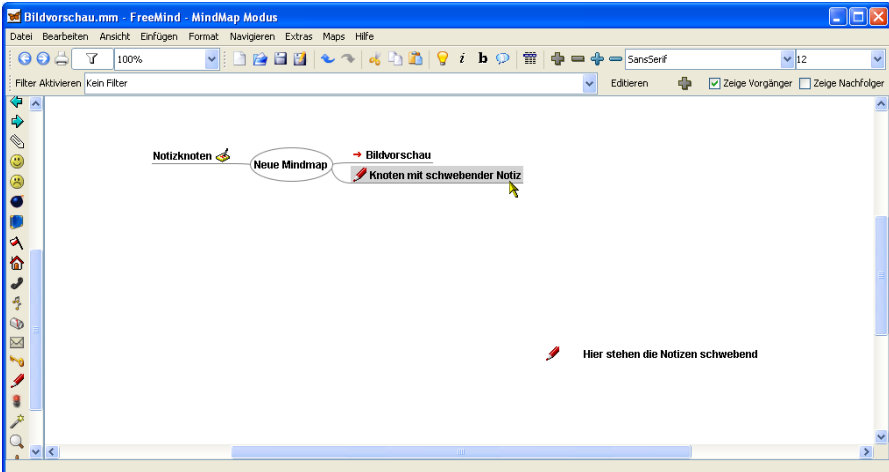 Bildvorschau.mm - FreeMind - MindMap Modus
Datei Bearbeiten Ansicht Einfügen Format Navigieren Extras Maps Hilfe
100% i b SansSerif 12
Filter Aktivieren Kein Filter Editieren Zeige Vorgänger Zeige Nachfolger
Notizknoten
Neue Mindmap
Bildvorschau
Knoten mit schwebender Notiz
Hier stehen die Notizen schwebend